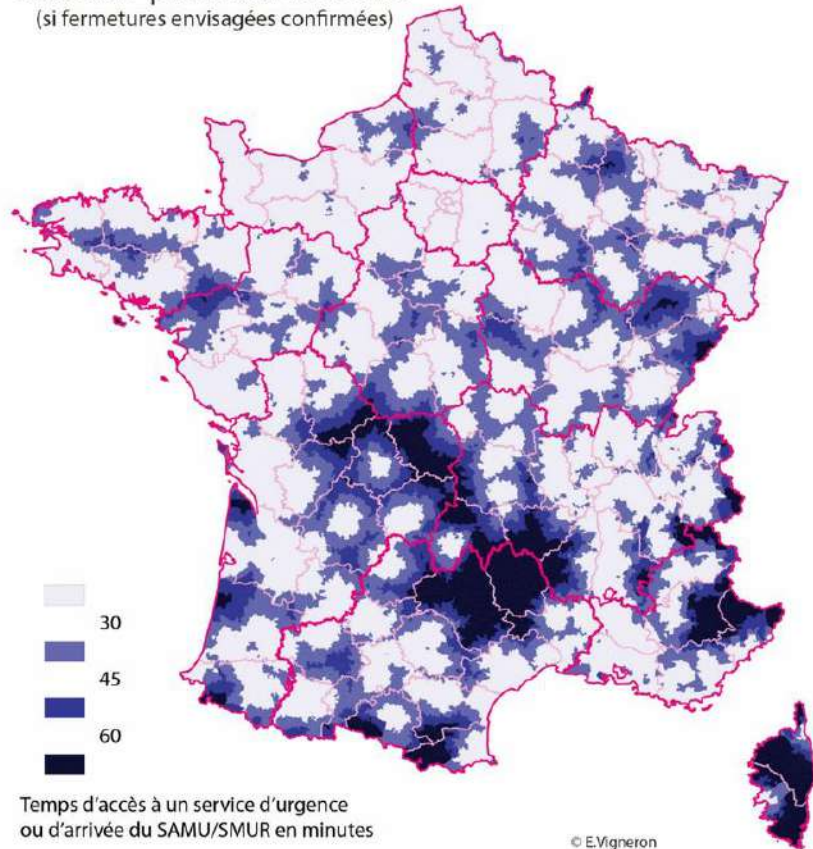 (si fermetures envisagées confirmées)
30
45
60
Temps d'accès à un service d'urgence
ou d'arrivée du SAMU/SMUR en minutes
© E.Vigneron